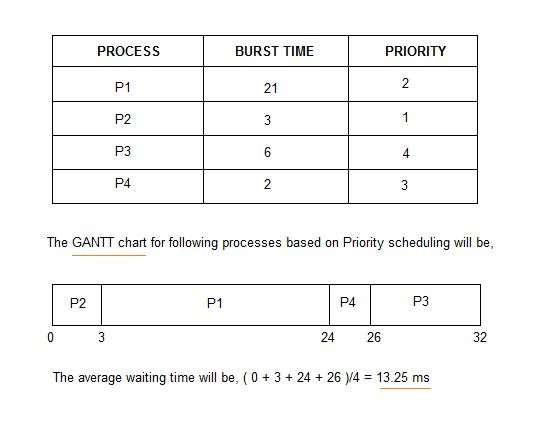 PROCESS BURST TIME PRIORITY
P1 21 2
P2 3 1
P3 6 4
P4 2 3
The GANTT chart for following processes based on Priority scheduling will be,
P2 P1 P4 P3
0 3 24 26 32
The average waiting time will be, ( 0 + 3 + 24 + 26 )/4 = 13.25 ms